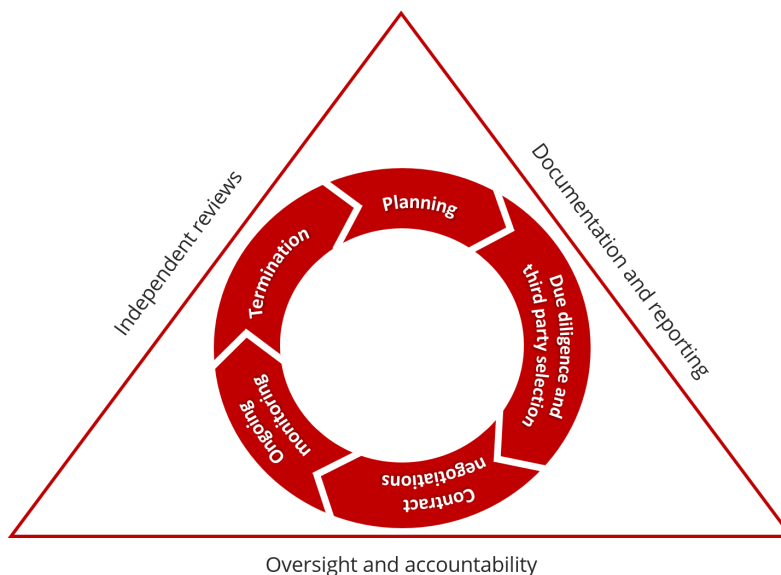 Independent reviews
Documentation and reporting
Planning
Due diligence and
third party selection
Contract
negotiations
Ongoing
monitoring
Termination
Oversight and accountability